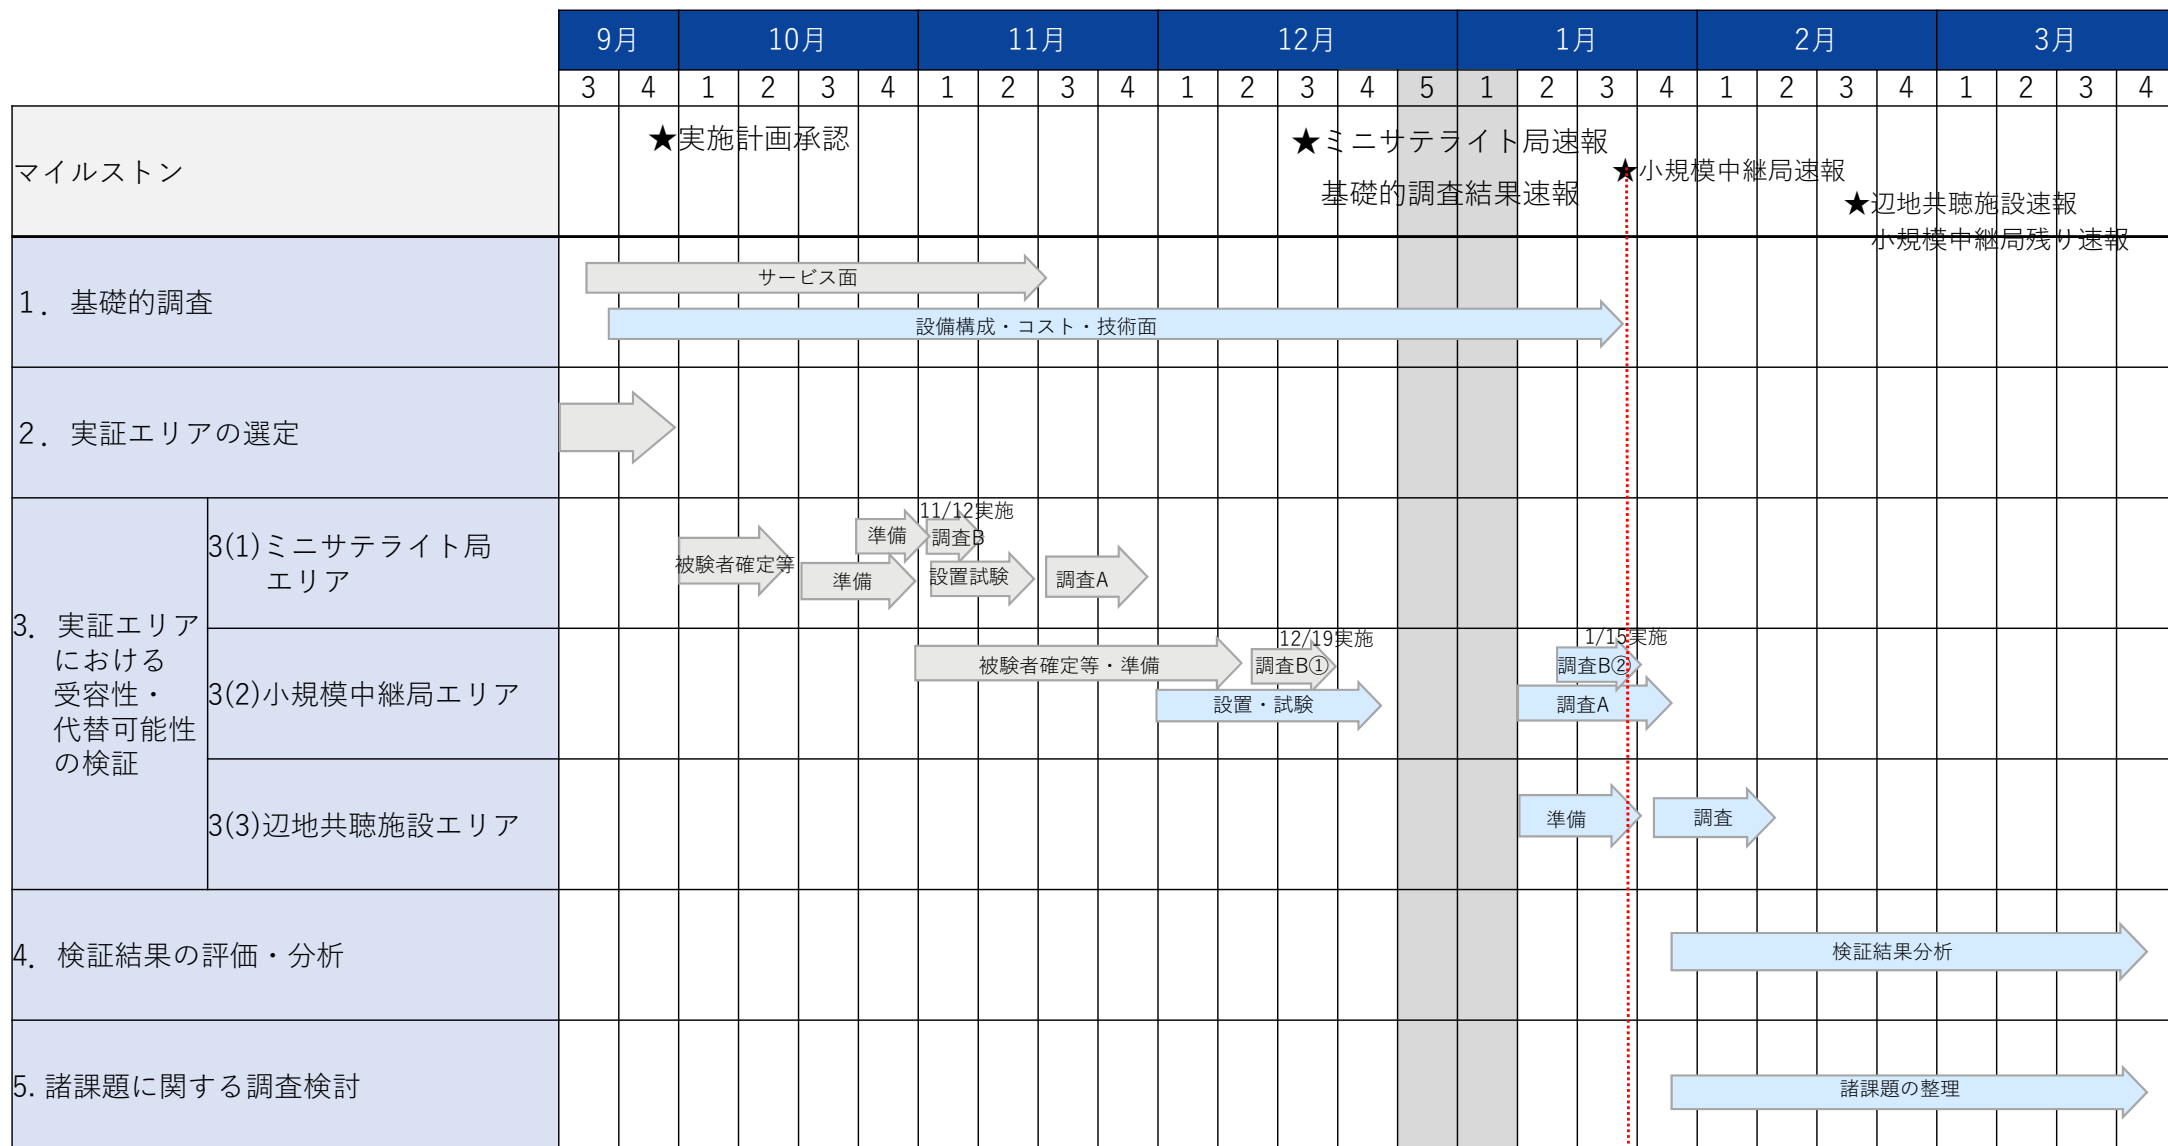 9月 10月 11月 12月 1月 2月 3月
3 4 1 2 3 4 1 2 3 4 1 2 3 4 5 1 2 3 4 1 2 3 4 1 2 3 4
マイルストン
★実施計画承認
★ミニサテライト局速報
基礎的調査結果速報
★小規模中継局速報
★辺地共聴施設速報
小規模中継局残り速報
1．基礎的調査
サービス面
設備構成・コスト・技術面
2．実証エリアの選定
3．実証エリア
における
受容性・
代替可能性
の検証
3(1)ミニサテライト局
エリア
被験者確定等
準備
準備
11/12実施
調査B
設置試験
調査A
3(2)小規模中継局エリア
被験者確定等・準備
12/19実施
調査B①
設置・試験
1/15実施
調査B②
調査A
3(3)辺地共聴施設エリア
準備
調査
4．検証結果の評価・分析
検証結果分析
5. 諸課題に関する調査検討
諸課題の整理